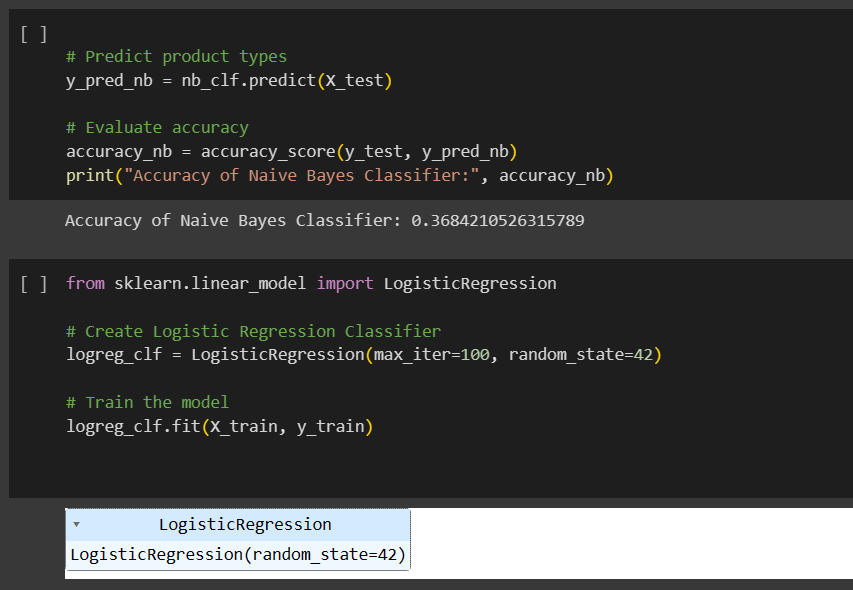 [ ]
# Predict product types
y_pred_nb = nb_clf.predict(X_test)
# Evaluate accuracy
accuracy_nb = accuracy_score(y_test, y_pred_nb)
print("Accuracy of Naive Bayes Classifier:", accuracy_nb)
Accuracy of Naive Bayes Classifier: 0.3684210526315789
[ ] from sklearn.linear_model import LogisticRegression
# Create Logistic Regression Classifier
logreg_clf = LogisticRegression(max_iter=100, random_state=42)
# Train the model
logreg_clf.fit(X_train, y_train)
LogisticRegression
LogisticRegression(random_state=42)